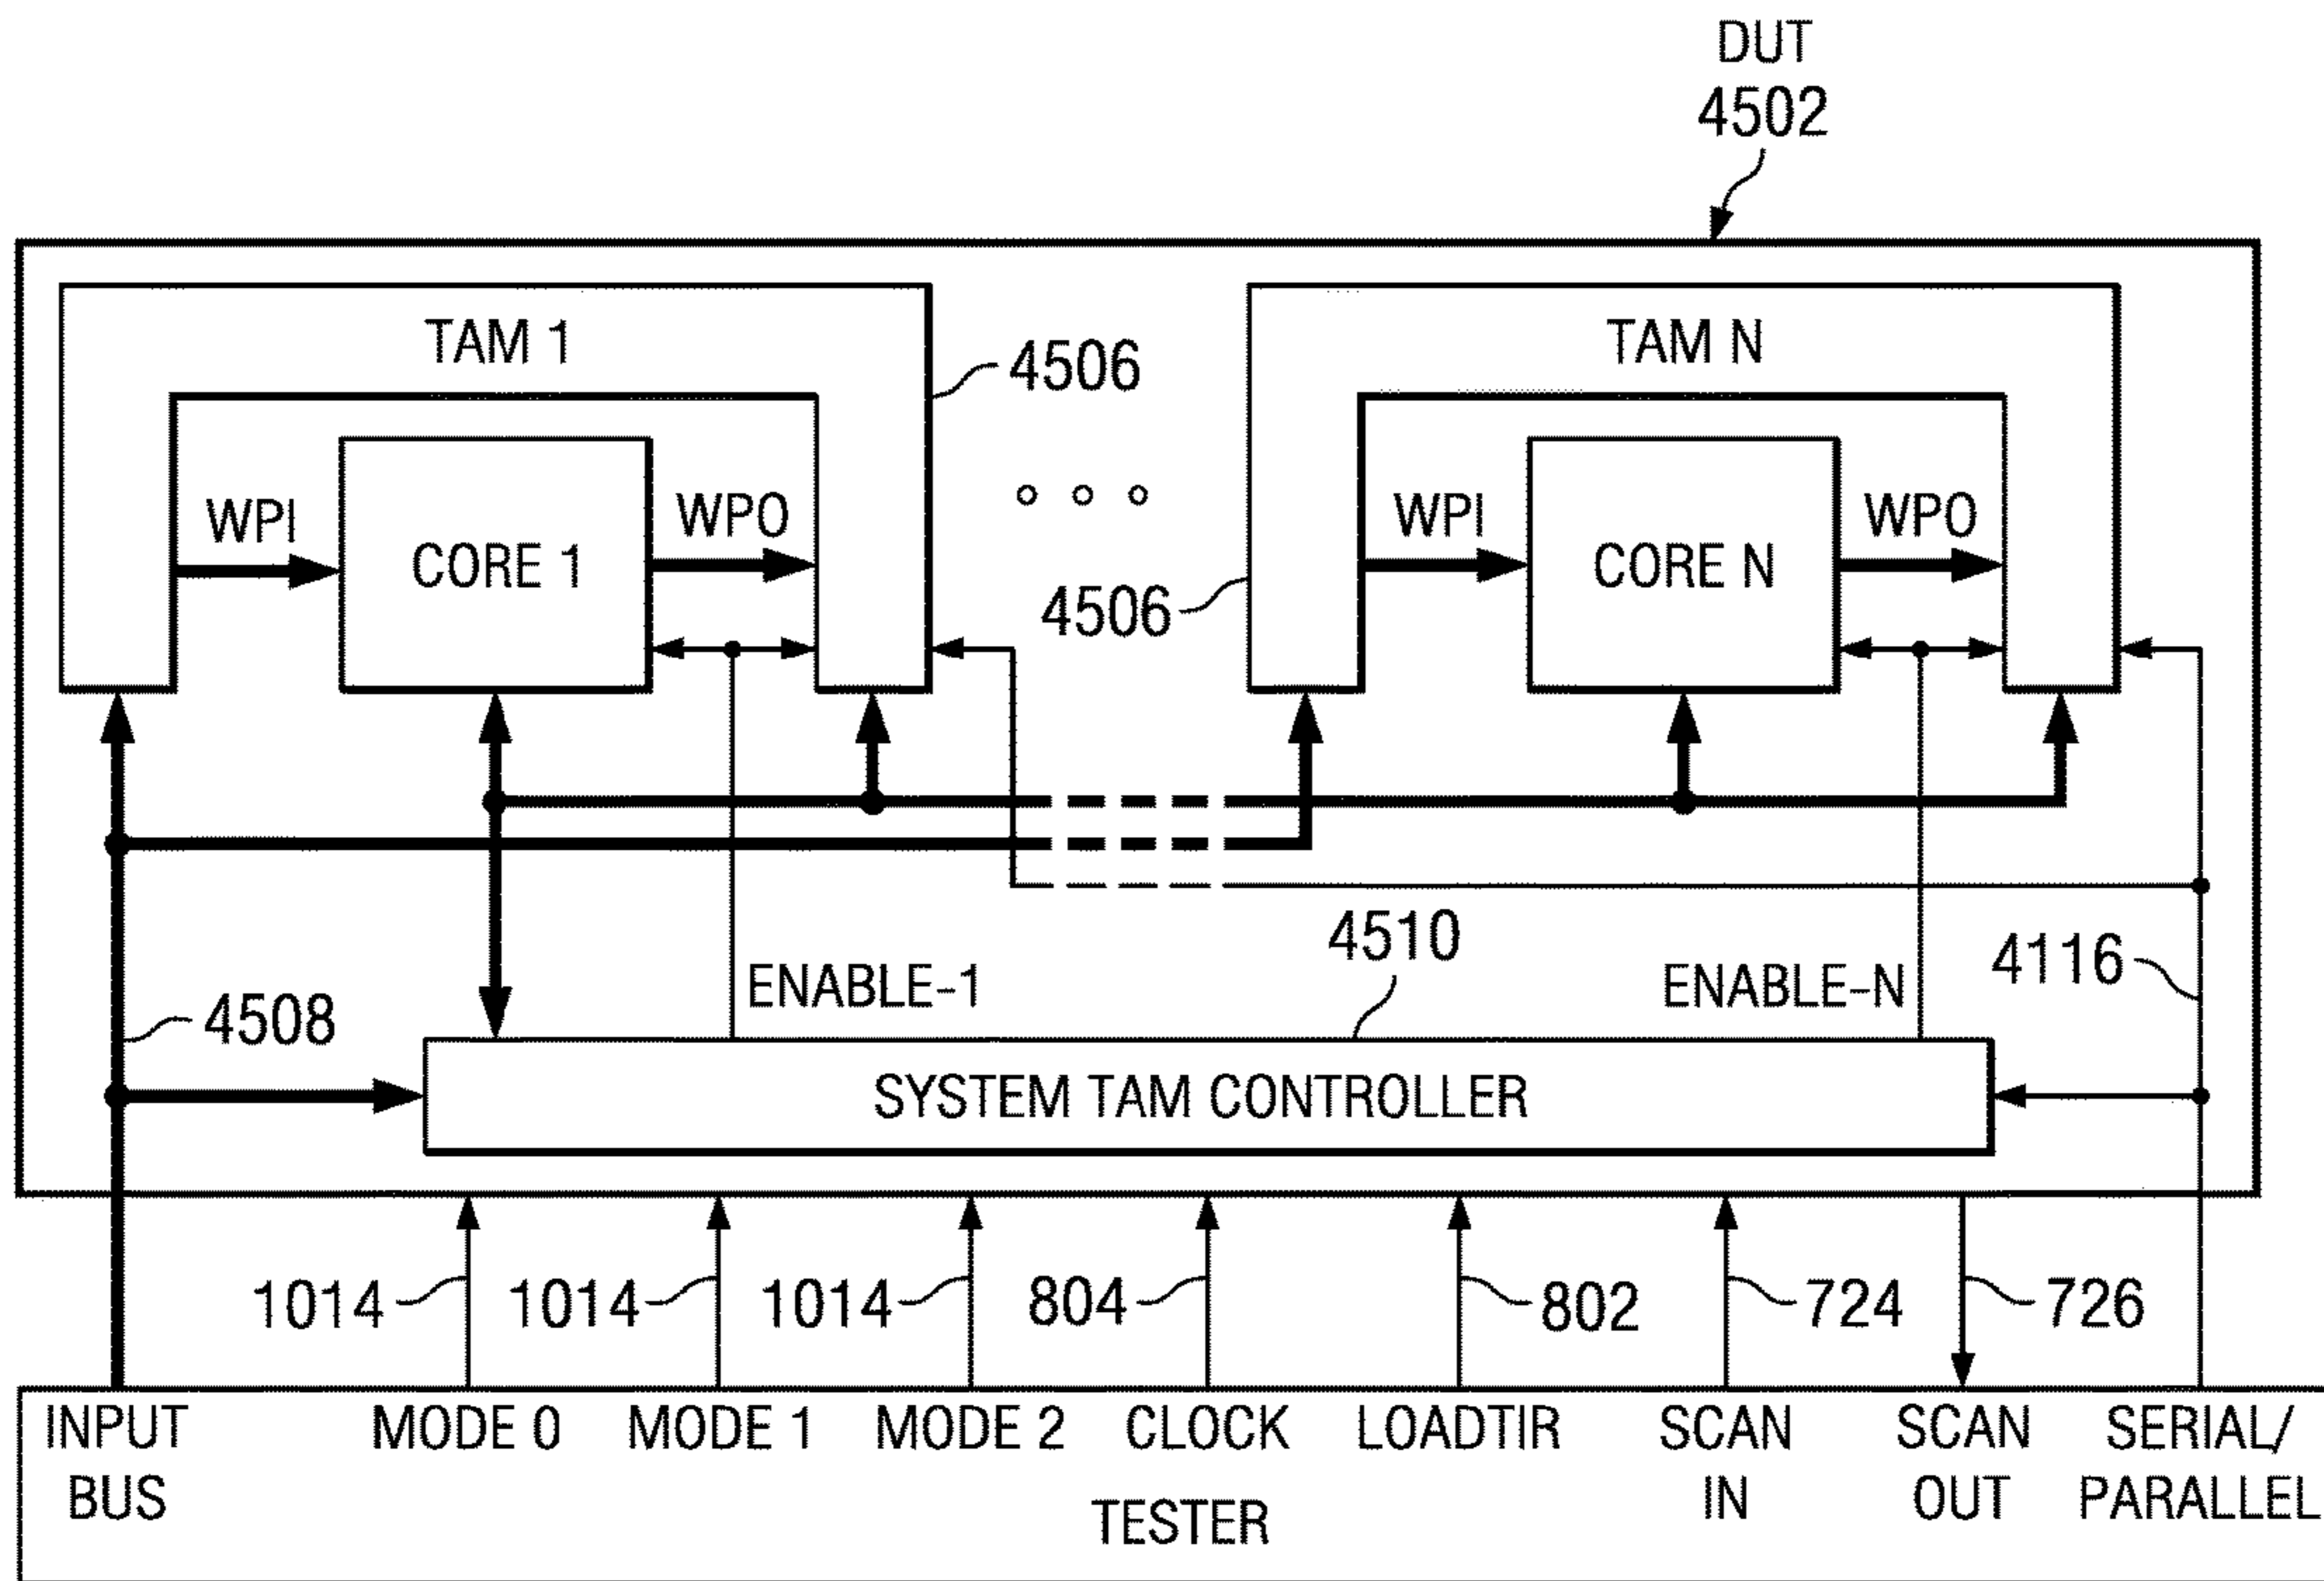 DUT
4502
TAM 1
TAM N
4506
WPI
WPO
WPI
WPO
CORE 1
CORE N
4506
4510
4116
ENABLE-1
ENABLE-N
4508
SYSTEM TAM CONTROLLER
1014
1014
1014
804
802
724
726
INPUT BUS
MODE 0
MODE 1
MODE 2
CLOCK
LOADTIR
SCAN IN
SCAN OUT
SERIAL/ PARALLEL
TESTER